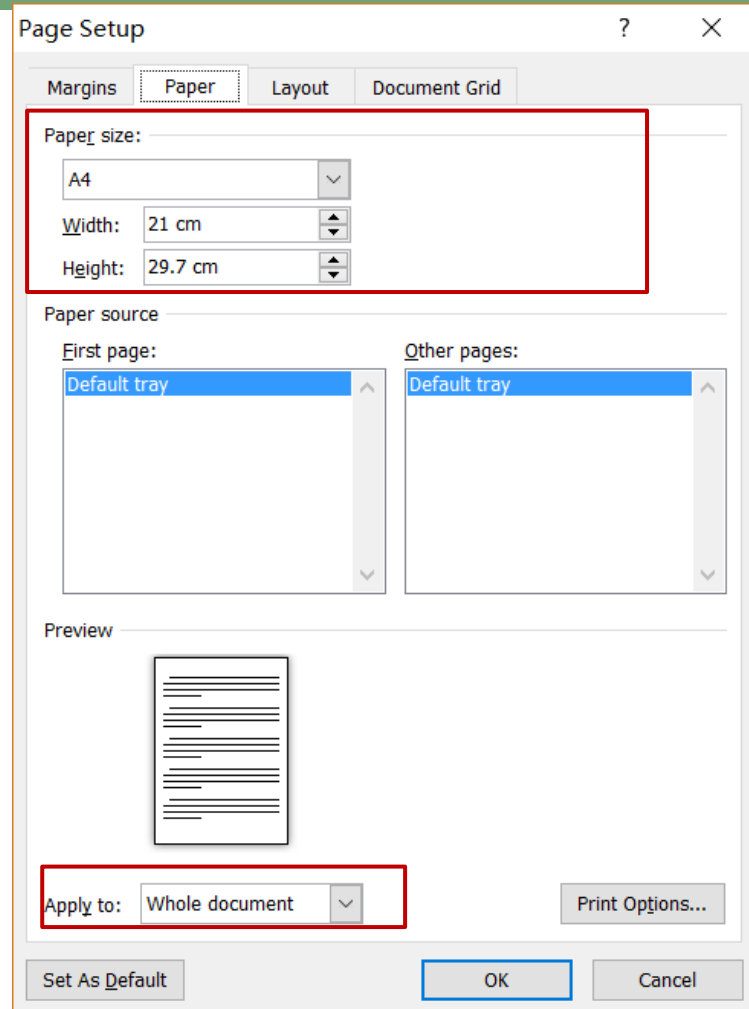 Page Setup ?
Margins Paper Layout Document Grid
Paper size:
A4
Width: 21 cm
Height: 29.7 cm
Paper source
First page: Other pages:
Default tray Default tray
Preview
Apply to: Whole document Print Options...
Set As Default OK Cancel